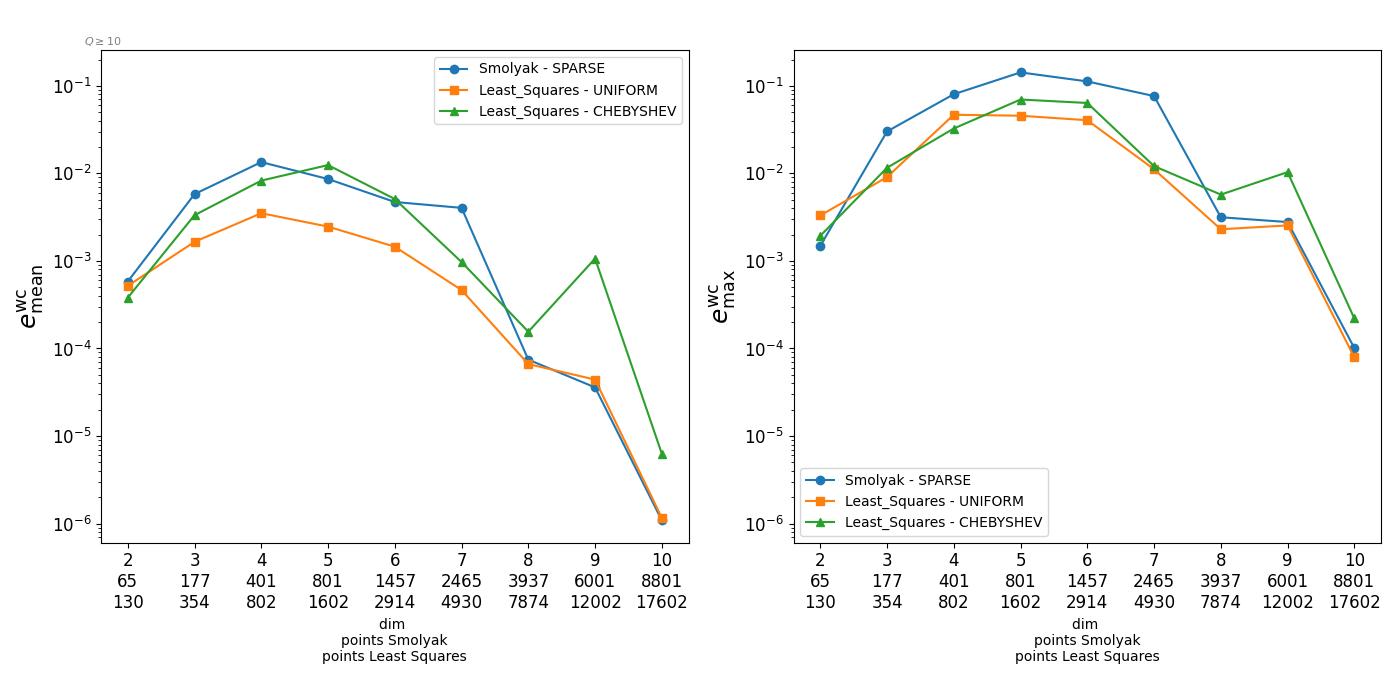 Q ≥ 10
Smolyak - SPARSE
Least_Squares - UNIFORM
Least_Squares - CHEBYSHEV
10⁻¹
10⁻²
10⁻³
10⁻⁴
10⁻⁵
10⁻⁶
e^wc_mean
2 3 4 5 6 7 8 9 10
65 177 401 801 1457 2465 3937 6001 8801
130 354 802 1602 2914 4930 7874 12002 17602
dim
points Smolyak
points Least Squares
10⁻¹
10⁻²
10⁻³
10⁻⁴
10⁻⁵
10⁻⁶
e^wc_max
Smolyak - SPARSE
Least_Squares - UNIFORM
Least_Squares - CHEBYSHEV
2 3 4 5 6 7 8 9 10
65 177 401 801 1457 2465 3937 6001 8801
130 354 802 1602 2914 4930 7874 12002 17602
dim
points Smolyak
points Least Squares